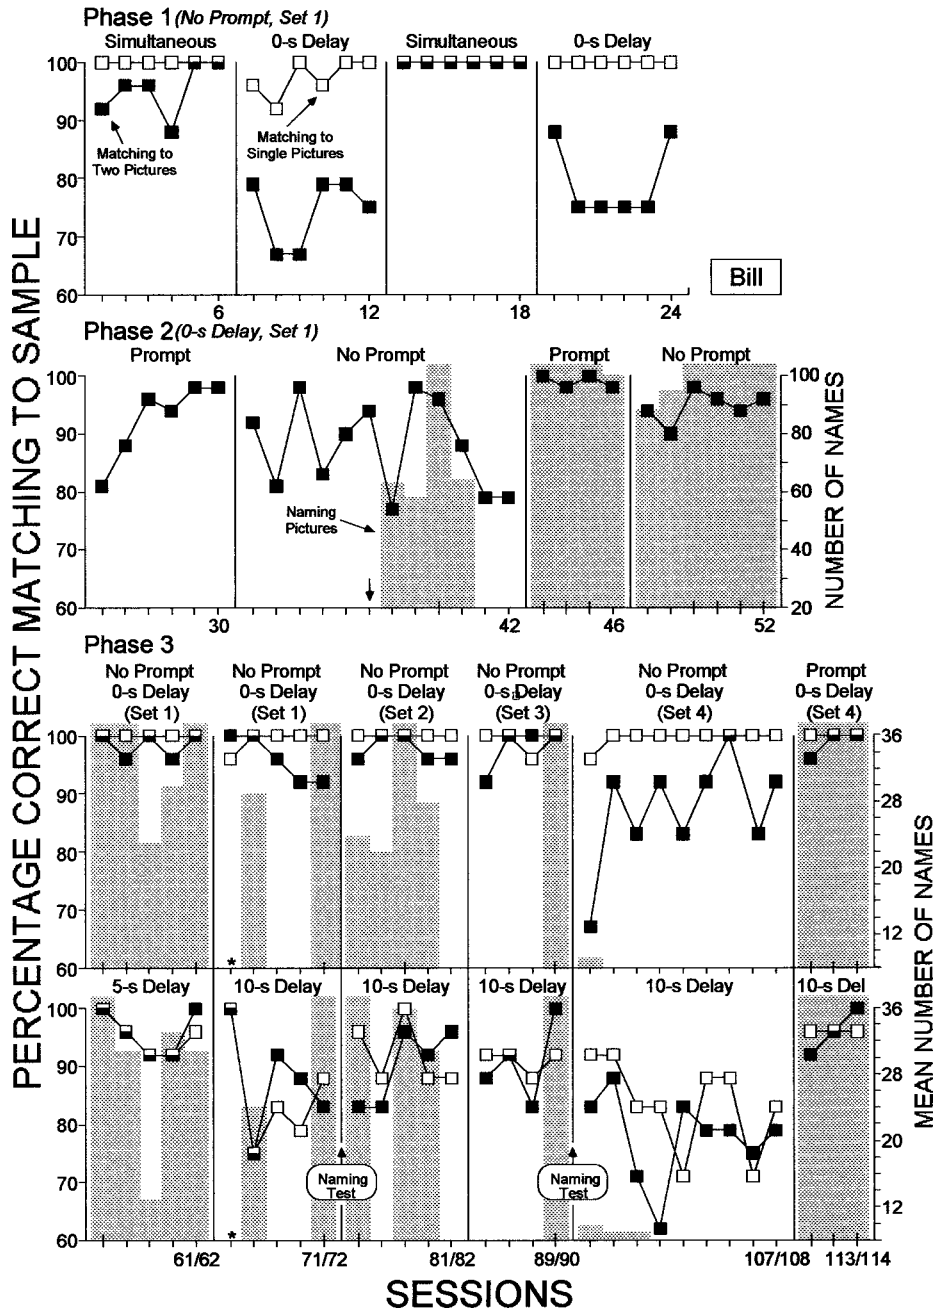 Phase 1 (No Prompt, Set 1)
Simultaneous 0-s Delay Simultaneous 0-s Delay
100
90
80
70
60
Matching to
Two Pictures
Matching to
Single Pictures
6 12 18 24
Bill
PERCENTAGE CORRECT MATCHING TO SAMPLE
Phase 2 (0-s Delay, Set 1)
Prompt No Prompt Prompt No Prompt
100
90
80
70
60
Naming
Pictures
100
80
60
40
20
NUMBER OF NAMES
30 42 46 52
Phase 3
No Prompt No Prompt No Prompt No Prompt No Prompt Prompt
0-s Delay 0-s Delay 0-s Delay 0-s Delay 0-s Delay 0-s Delay
(Set 1) (Set 1) (Set 2) (Set 3) (Set 4) (Set 4)
100
90
80
70
60
*
36
28
20
12
MEAN NUMBER OF NAMES
5-s Delay 10-s Delay 10-s Delay 10-s Delay 10-s Delay 10-s Del
100
90
80
70
60
*
Naming
Test
Naming
Test
36
28
20
12
61/62 71/72 81/82 89/90 107/108 113/114
SESSIONS